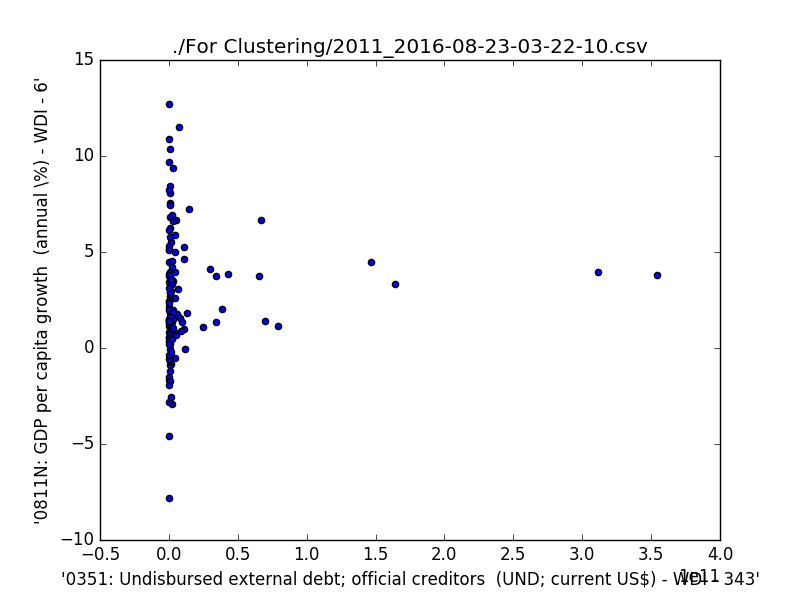 ./For Clustering/2011_2016-08-23-03-22-10.csv
15
10
5
0
−5
−10
'0811N: GDP per capita growth  (annual \%) - WDI - 6'
−0.5 0.0 0.5 1.0 1.5 2.0 2.5 3.0 3.5 4.0
1e11
'0351: Undisbursed external debt; official creditors  (UND; current US$) - WDI - 343'